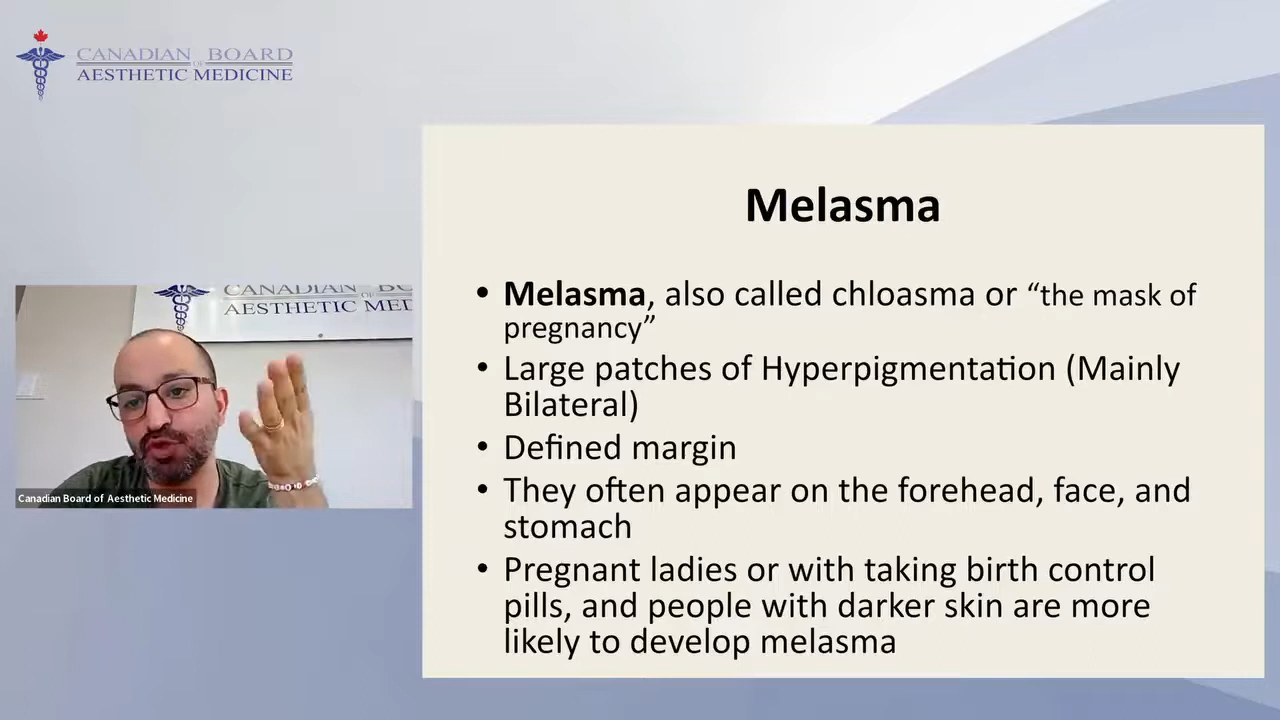 CANADIAN BOARD
OF
AESTHETIC MEDICINE
Melasma
• Melasma, also called chloasma or “the mask of
pregnancy”
• Large patches of Hyperpigmentation (Mainly
Bilateral)
• Defined margin
• They often appear on the forehead, face, and
stomach
• Pregnant ladies or with taking birth control
pills, and people with darker skin are more
likely to develop melasma
CANADIAN BO
OF
AESTHETIC MED
Canadian Board of Aesthetic Medicine